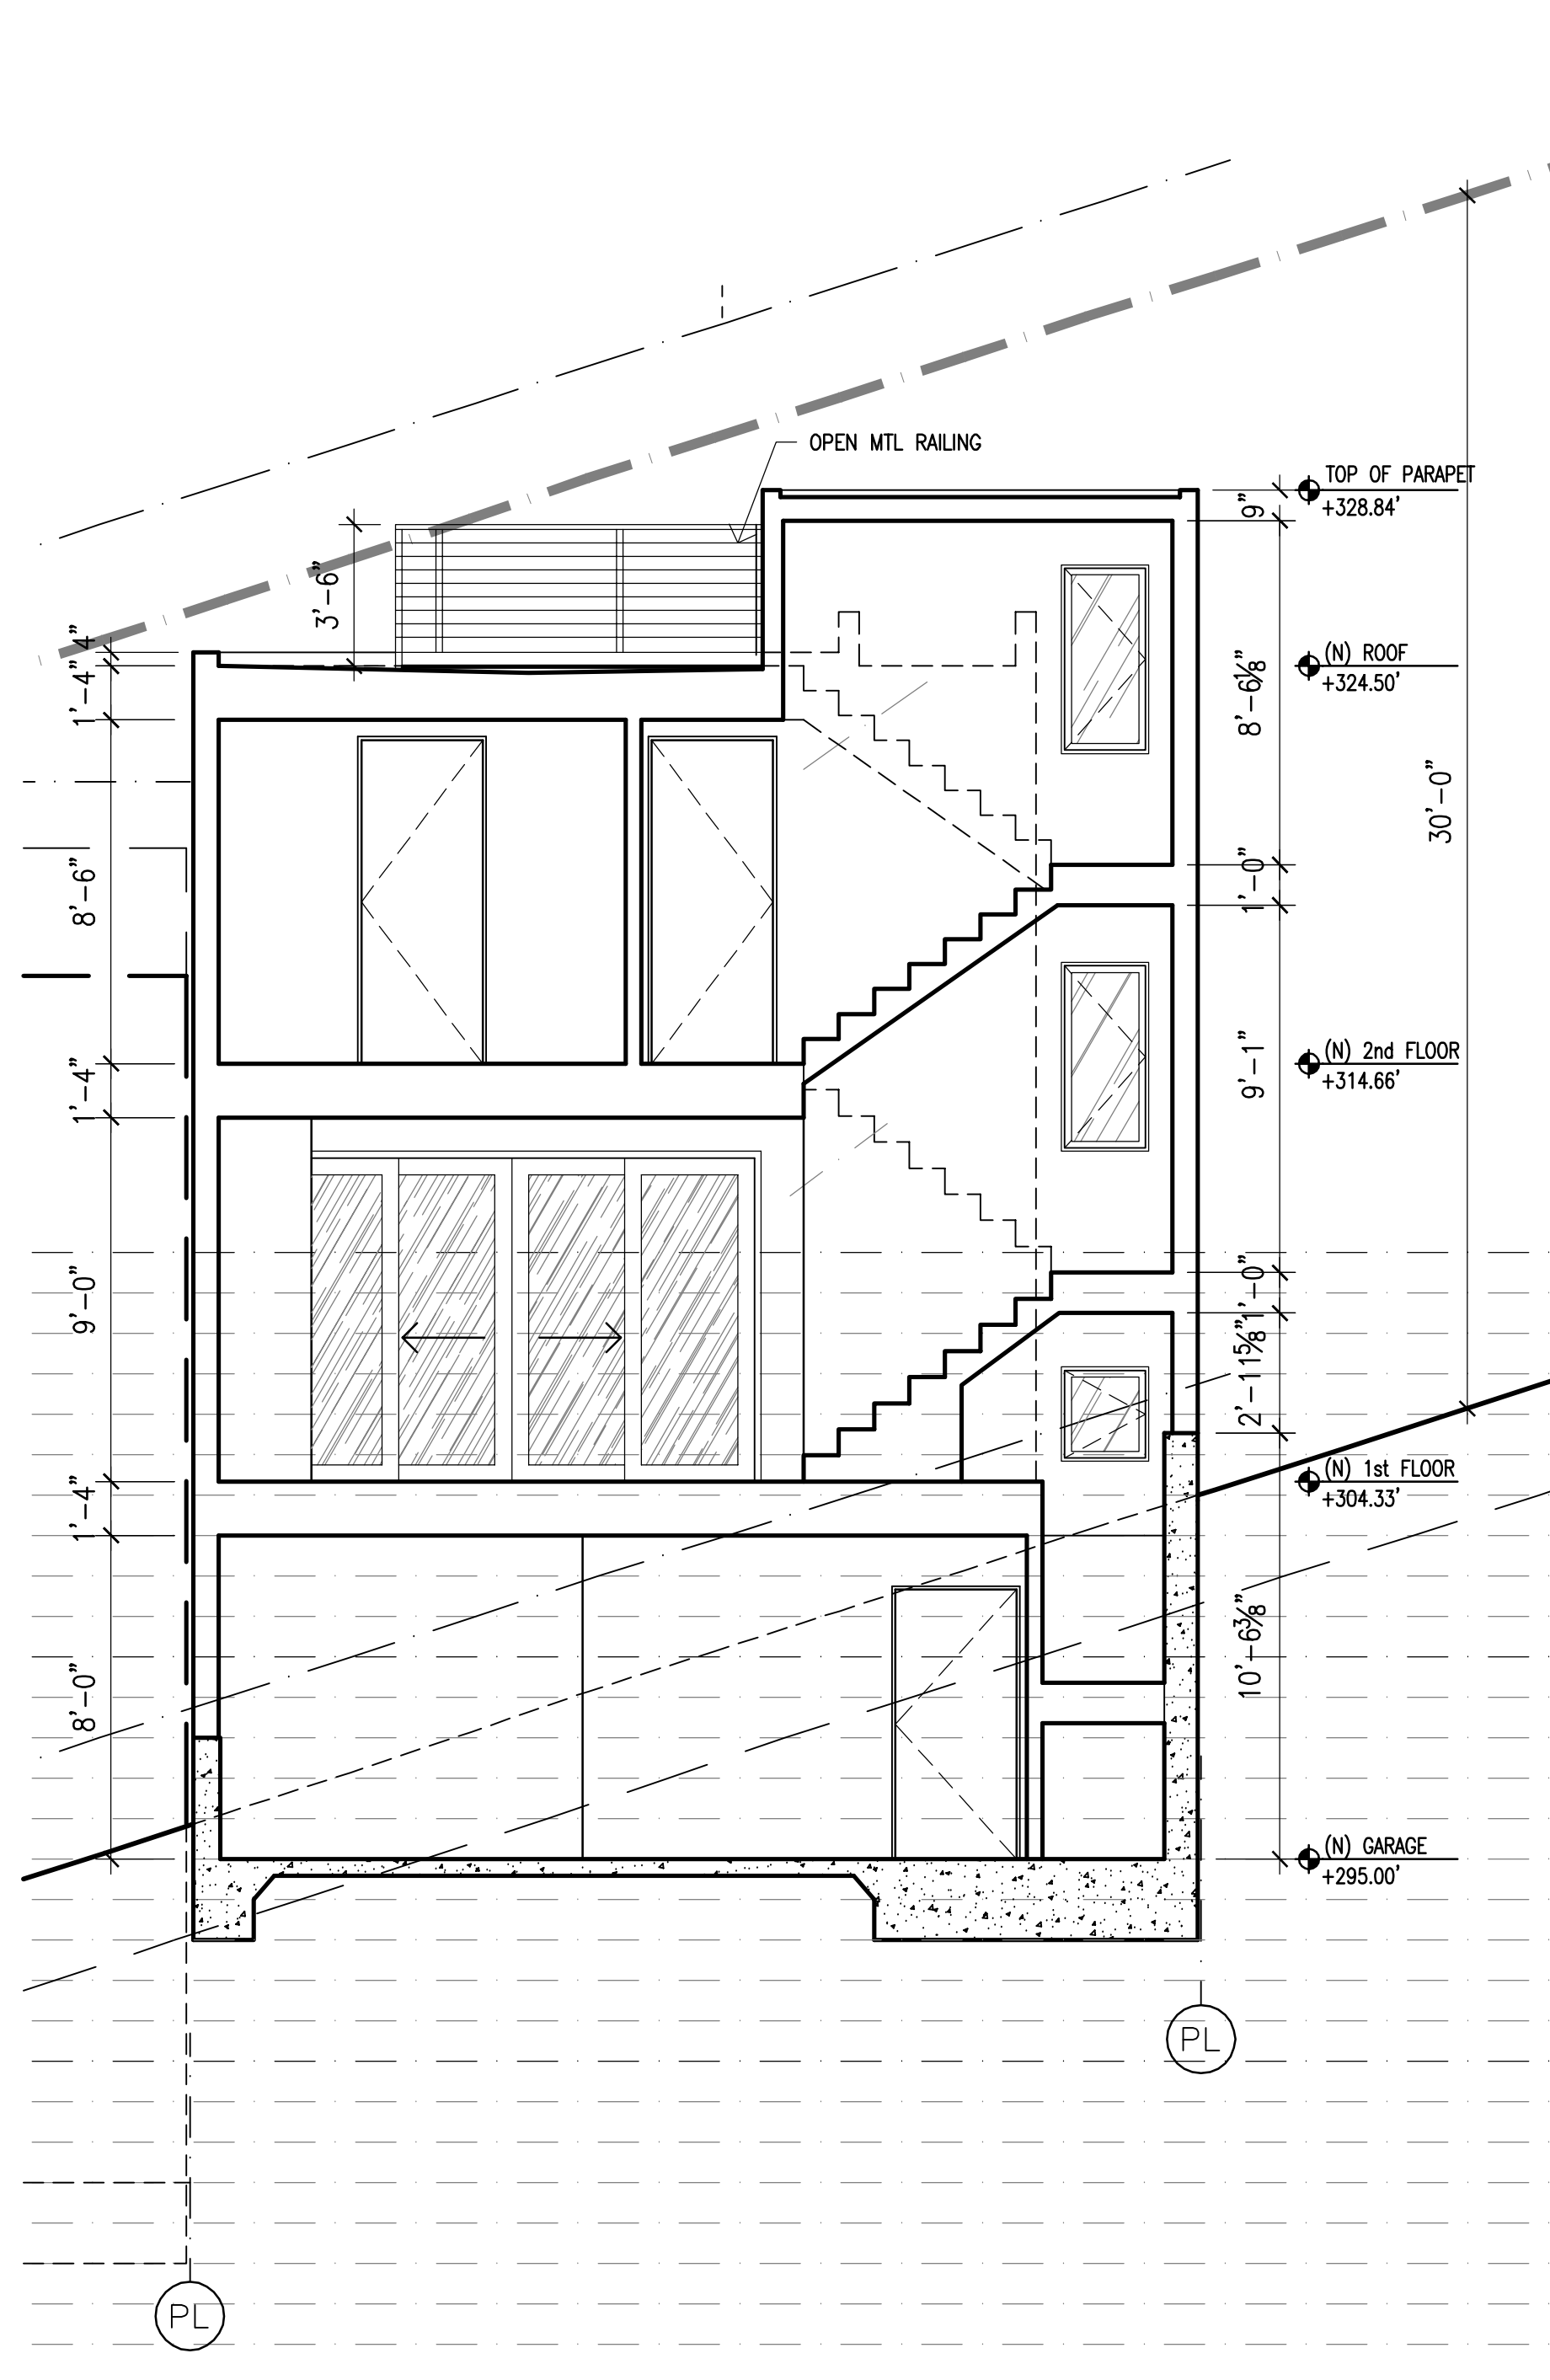 OPEN MTL RAILING
TOP OF PARAPET
+328.84'
9"
3'-6"
4"
1'-4"
(N) ROOF
+324.50'
8'-6⅛"
30'-0"
8'-6"
1'-0"
1'-4"
9'-1"
(N) 2nd FLOOR
+314.66'
9'-0"
1'-0"
2'-11⅝"
1'-4"
(N) 1st FLOOR
+304.33'
8'-0"
10'-6⅜"
(N) GARAGE
+295.00'
PL
PL